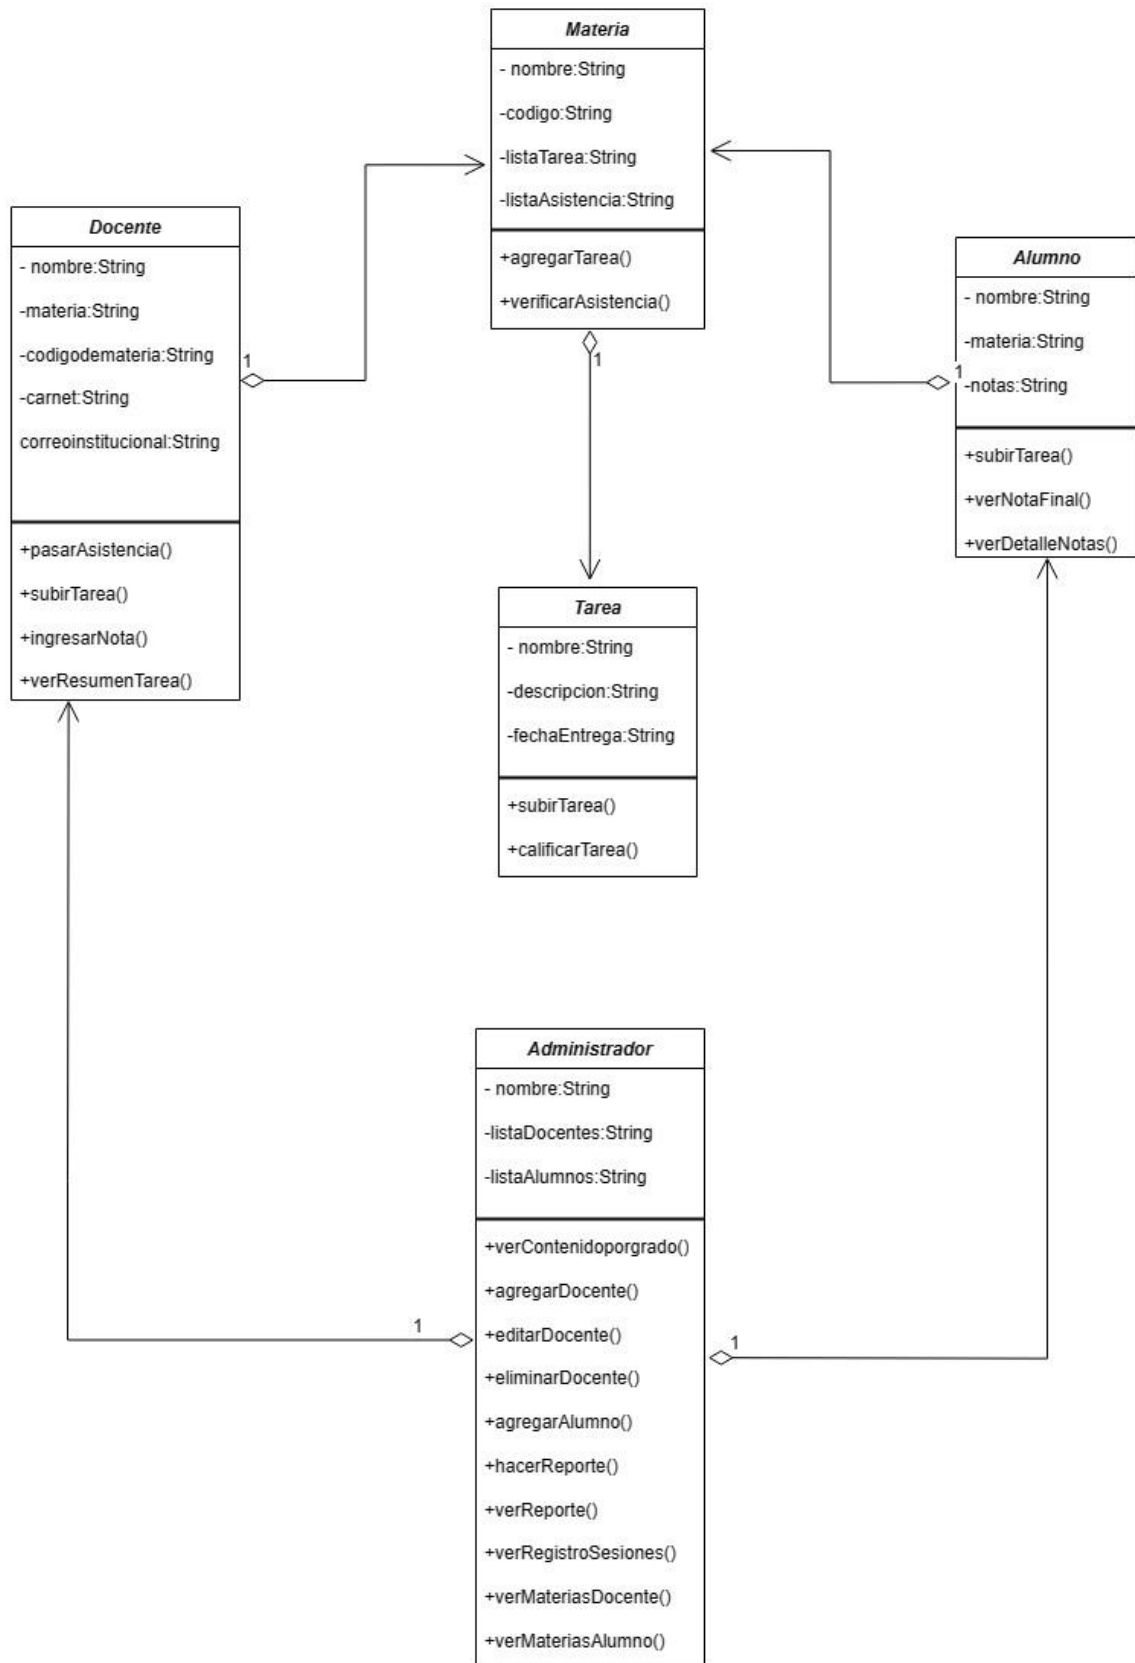 Materia
- nombre:String
-codigo:String
-listaTarea:String
-listaAsistencia:String
+agregarTarea()
+verificarAsistencia()
1
Docente
- nombre:String
-materia:String
-codigodemateria:String
-carnet:String
correoinstitucional:String
+pasarAsistencia()
+subirTarea()
+ingresarNota()
+verResumenTarea()
1
Alumno
- nombre:String
-materia:String
-notas:String
+subirTarea()
+verNotaFinal()
+verDetalleNotas()
1
Tarea
- nombre:String
-descripcion:String
-fechaEntrega:String
+subirTarea()
+calificarTarea()
Administrador
- nombre:String
-listaDocentes:String
-listaAlumnos:String
+verContenidoporgrado()
+agregarDocente()
+editarDocente()
+eliminarDocente()
+agregarAlumno()
+hacerReporte()
+verReporte()
+verRegistroSesiones()
+verMateriasDocente()
+verMateriasAlumno()
1
1